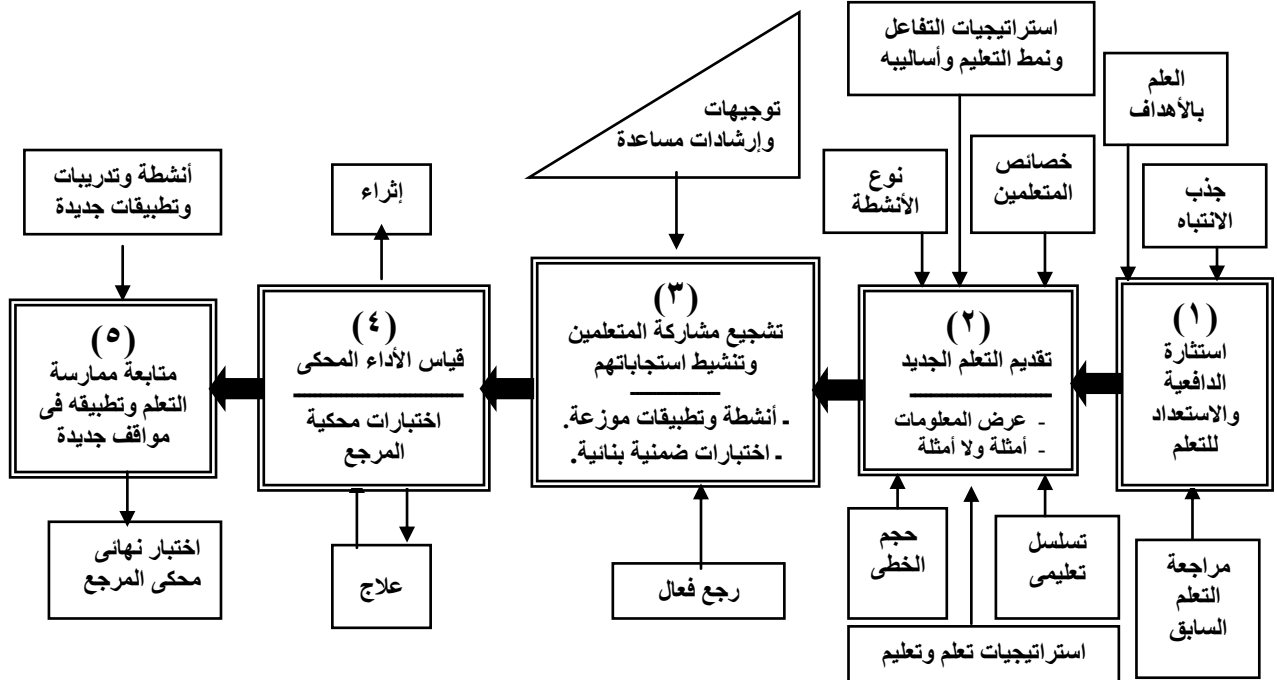 استراتيجيات التفاعل
ونمط التعليم وأساليبه
العلم
بالأهداف
توجيهات
وإرشادات مساعدة
أنشطة وتدريبات
وتطبيقات جديدة
إثراء
نوع
الأنشطة
خصائص
المتعلمين
جذب
الانتباه
(١)
استثارة
الدافعية
والاستعداد
للتعلم
(٢)
تقديم التعلم الجديد
- عرض المعلومات
- أمثلة ولا أمثلة
(٣)
تشجيع مشاركة المتعلمين
وتنشيط استجاباتهم
ـ أنشطة وتطبيقات موزعة.
ـ اختبارات ضمنية بنائية.
(٤)
قياس الأداء المحكى
اختبارات محكية
المرجع
(٥)
متابعة ممارسة
التعلم وتطبيقه فى
مواقف جديدة
مراجعة
التعلم
السابق
تسلسل
تعليمى
حجم
الخطى
استراتيجيات تعلم وتعليم
رجع فعال
علاج
اختبار نهائى
محكى المرجع